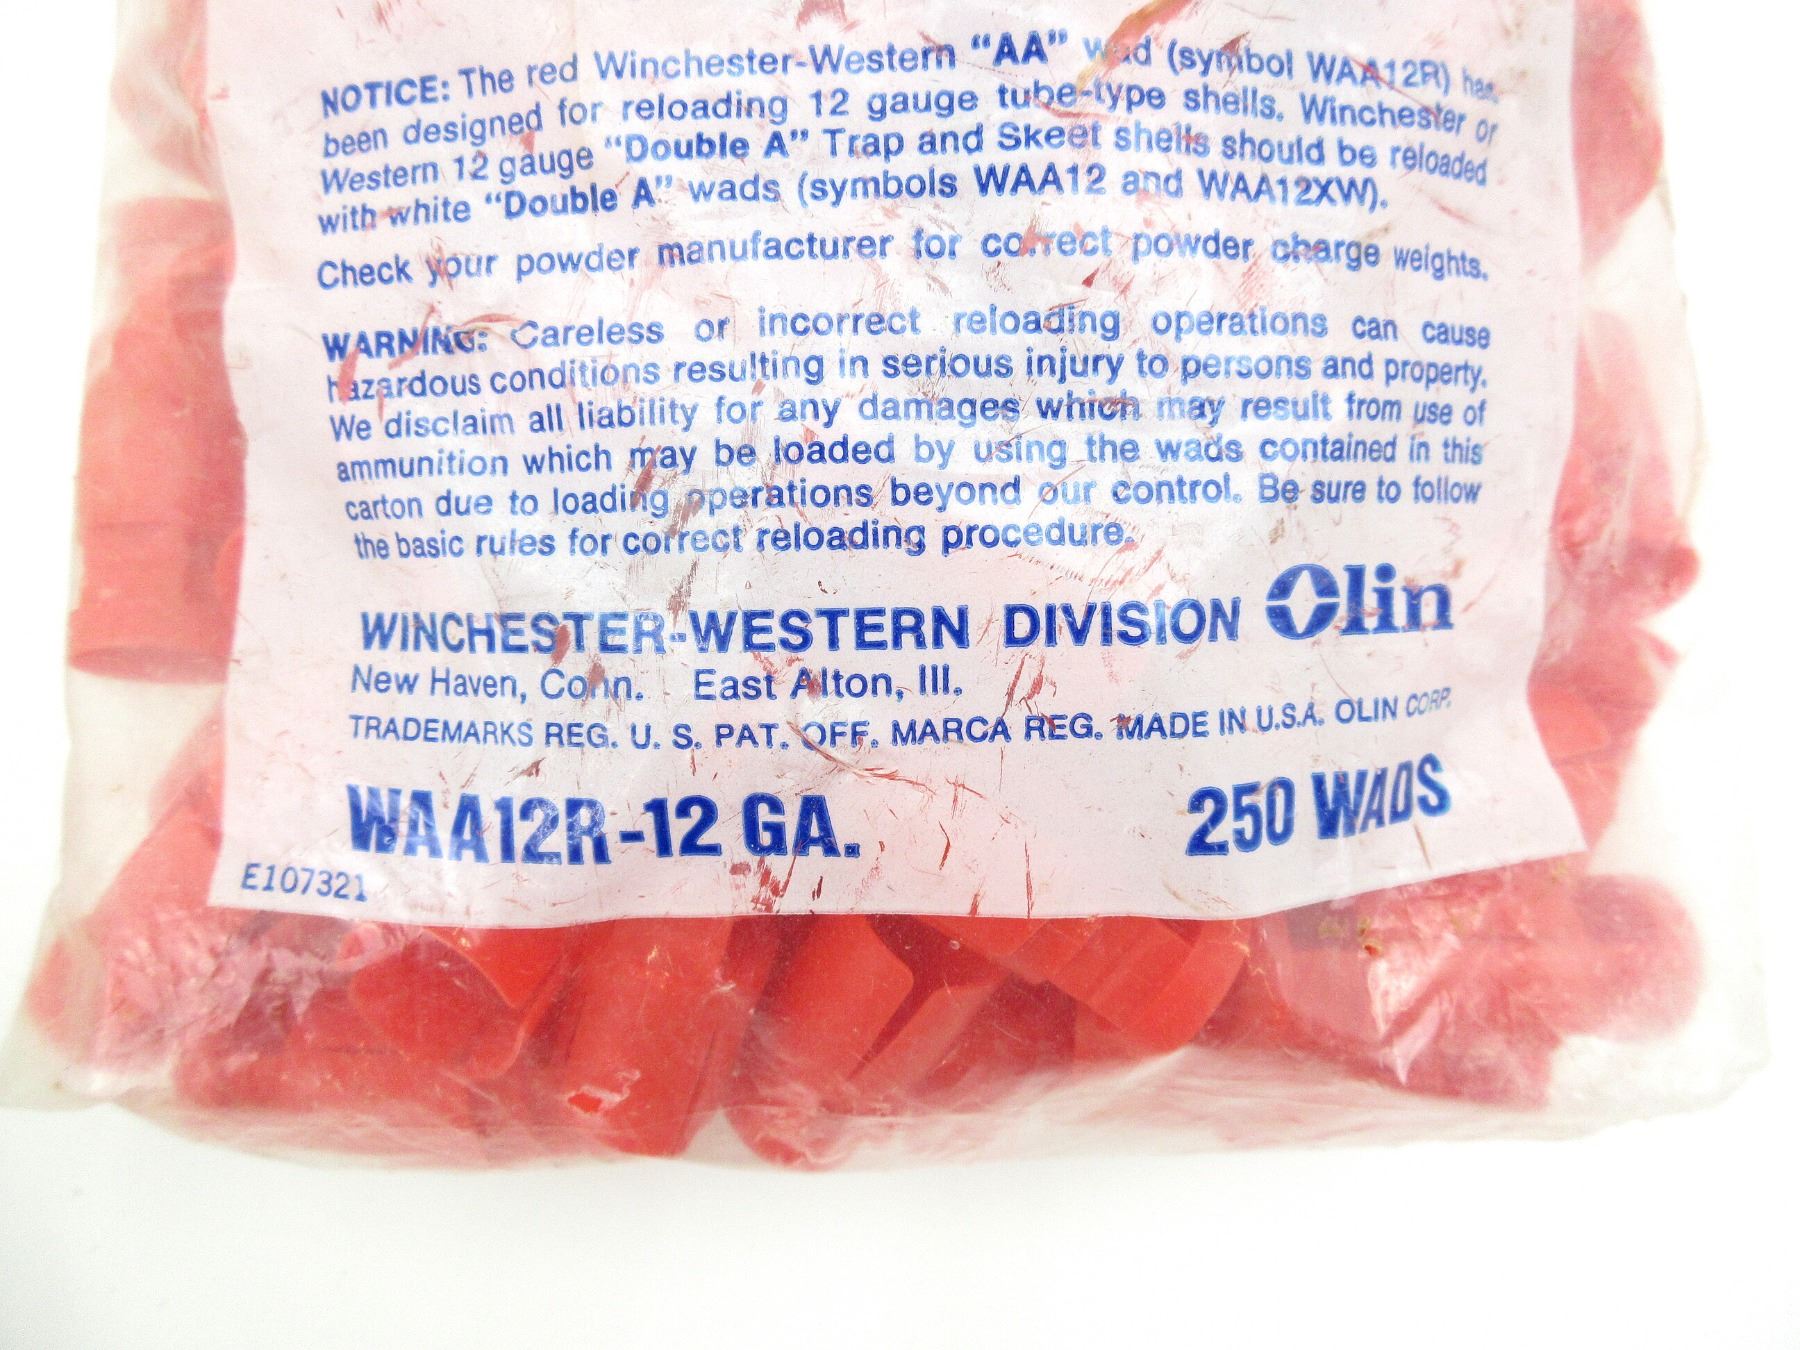 NOTICE: The red Winchester-Western “AA” wad (symbol WAA12R) has
been designed for reloading 12 gauge tube-type shells. Winchester or
Western 12 gauge “Double A” Trap and Skeet shells should be reloaded
with white “Double A” wads (symbols WAA12 and WAA12XW).
Check your powder manufacturer for correct powder charge weights.
WARNING: Careless or incorrect reloading operations can cause
hazardous conditions resulting in serious injury to persons and property.
We disclaim all liability for any damages which may result from use of
ammunition which may be loaded by using the wads contained in this
carton due to loading operations beyond our control. Be sure to follow
the basic rules for correct reloading procedure.
WINCHESTER-WESTERN DIVISION Olin
New Haven, Conn. East Alton, Ill.
TRADEMARKS REG. U. S. PAT. OFF. MARCA REG. MADE IN U.S.A. OLIN CORP.
WAA12R-12 GA. 250 WADS
E107321